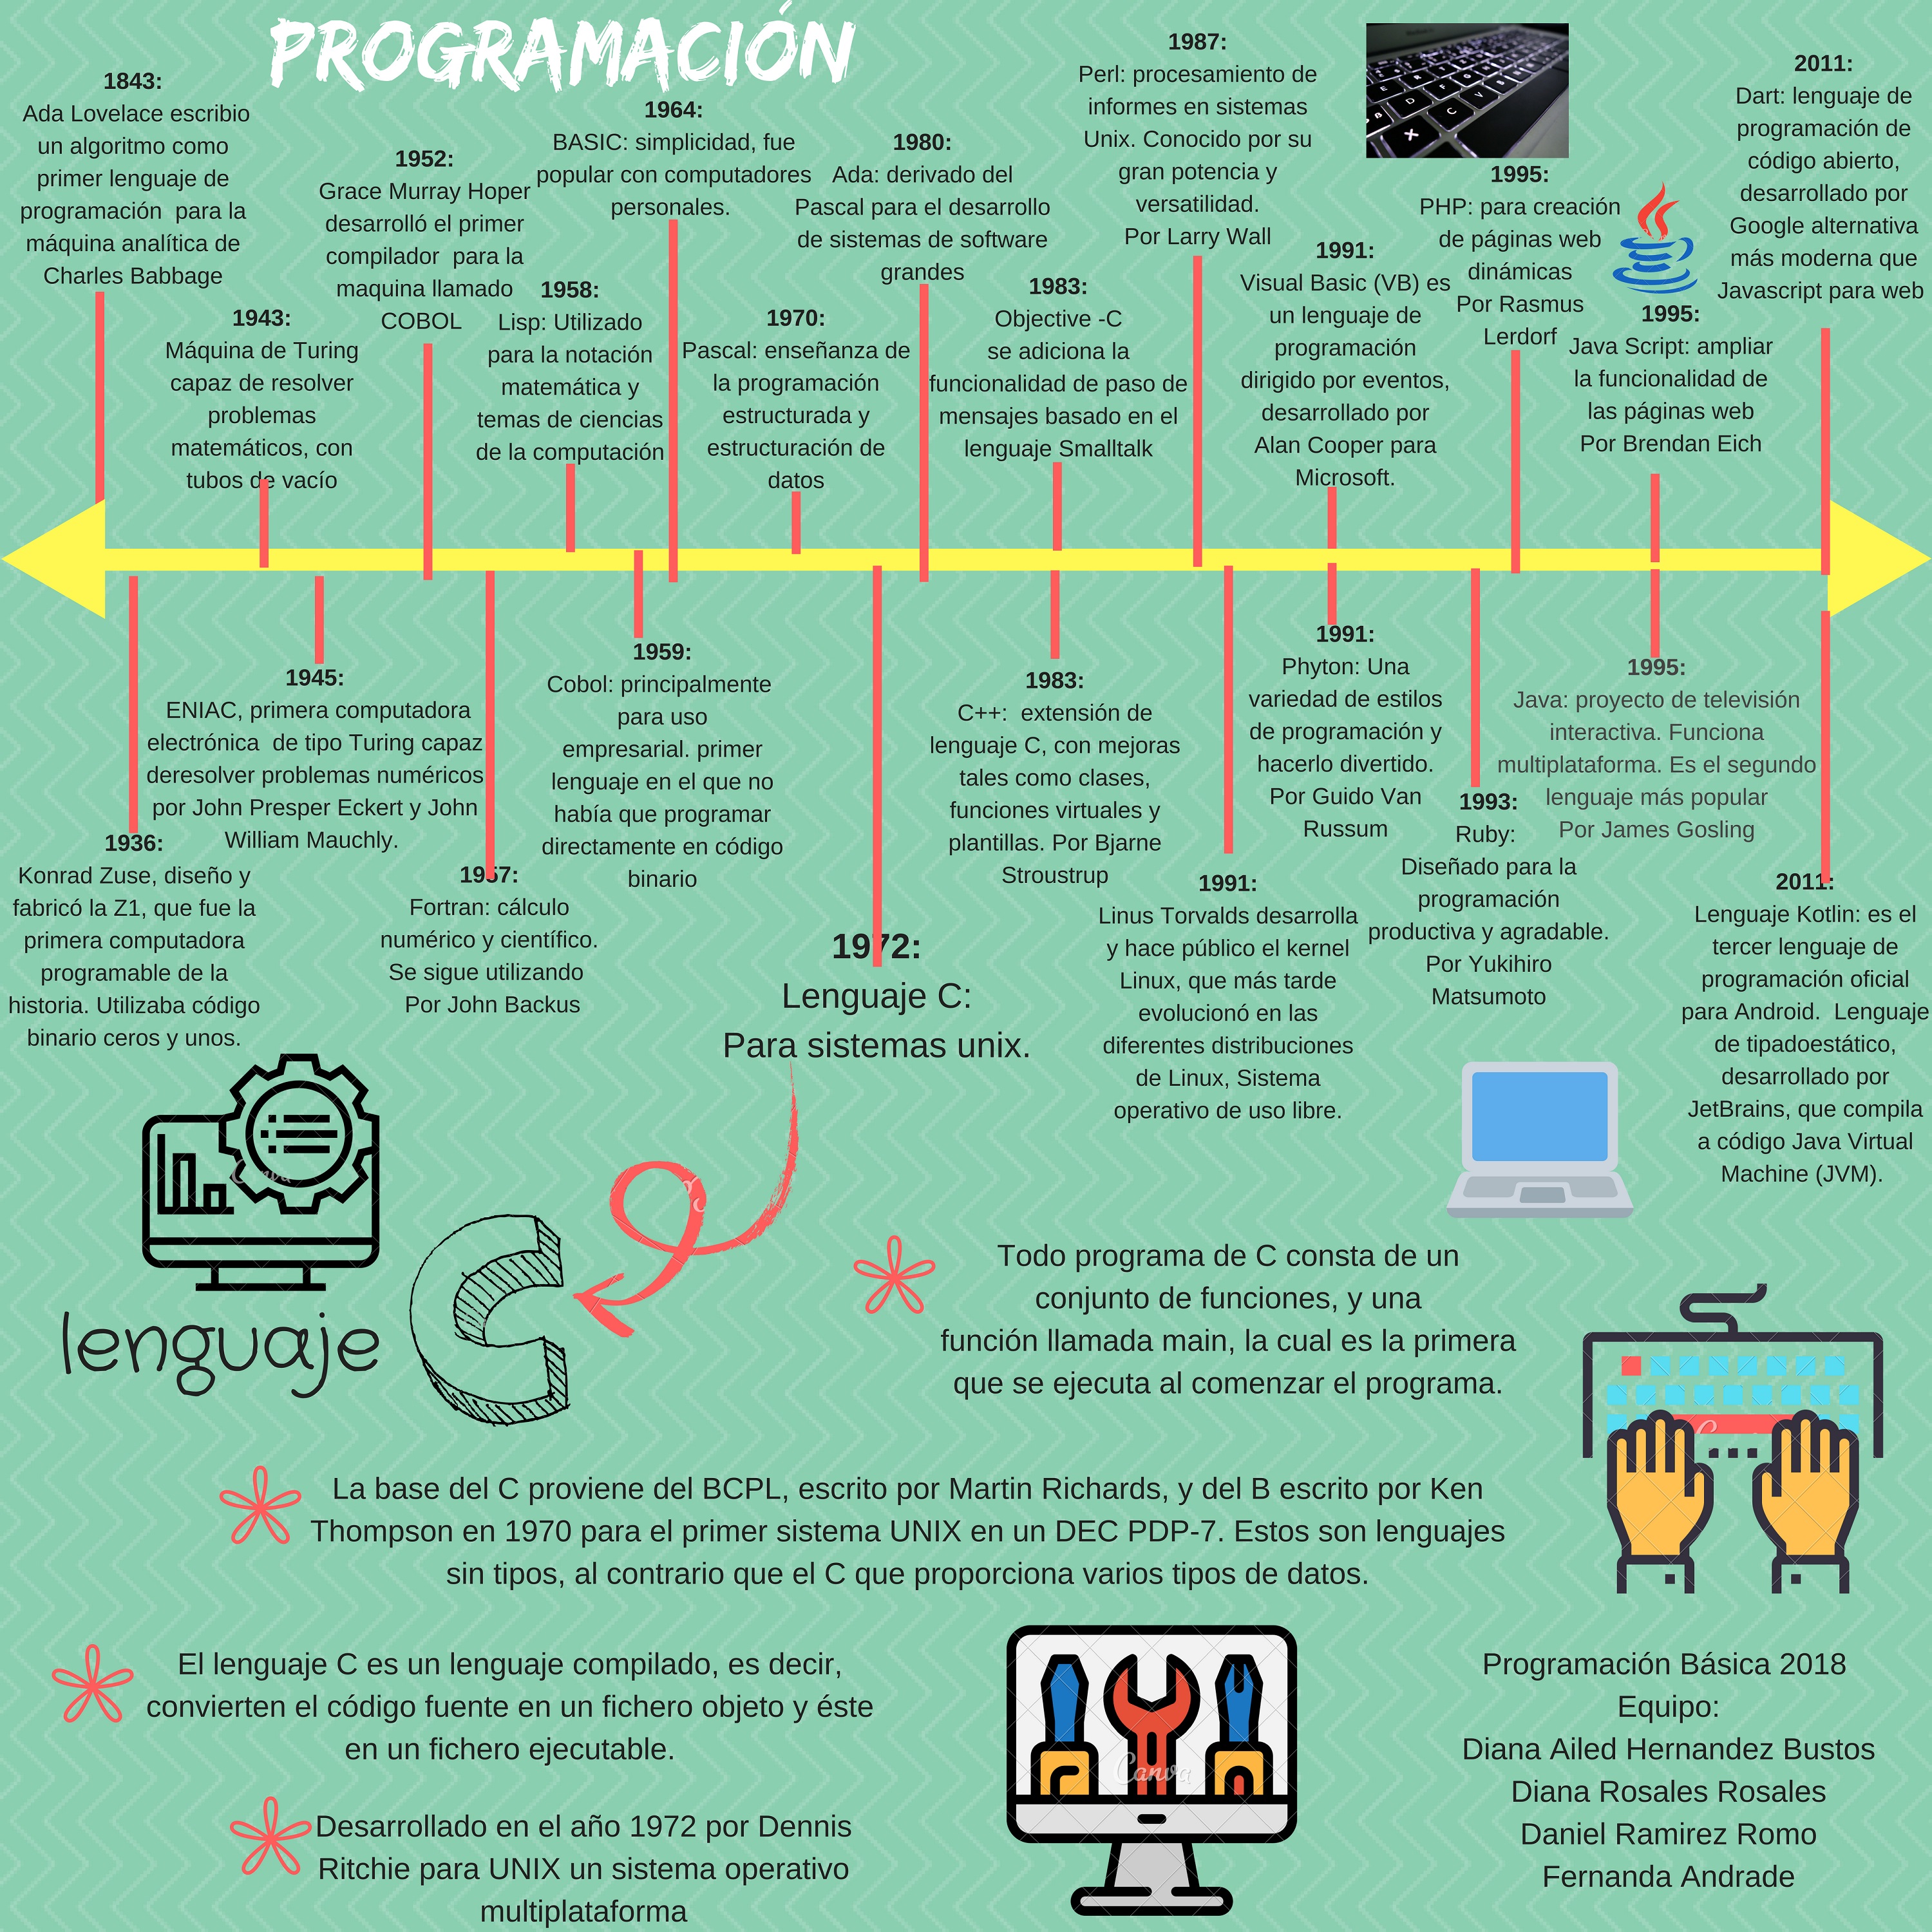 PROGRAMACIÓN
1843:
Ada Lovelace escribio
un algoritmo como
primer lenguaje de
programación  para la
máquina analítica de
Charles Babbage
1943:
Máquina de Turing
capaz de resolver
problemas
matemáticos, con
tubos de vacío
1952:
Grace Murray Hoper
desarrolló el primer
compilador  para la
maquina llamado
COBOL
1958:
Lisp: Utilizado
para la notación
matemática y
temas de ciencias
de la computación
1964:
BASIC: simplicidad, fue
popular con computadores
personales.
1970:
Pascal: enseñanza de
la programación
estructurada y
estructuración de
datos
1980:
Ada: derivado del
Pascal para el desarrollo
de sistemas de software
grandes
1983:
Objective -C
se adiciona la
funcionalidad de paso de
mensajes basado en el
lenguaje Smalltalk
1987:
Perl: procesamiento de
informes en sistemas
Unix. Conocido por su
gran potencia y
versatilidad.
Por Larry Wall
1991:
Visual Basic (VB) es
un lenguaje de
programación
dirigido por eventos,
desarrollado por
Alan Cooper para
Microsoft.
1995:
PHP: para creación
de páginas web
dinámicas
Por Rasmus
Lerdorf
1995:
Java Script: ampliar
la funcionalidad de
las páginas web
Por Brendan Eich
2011:
Dart: lenguaje de
programación de
código abierto,
desarrollado por
Google alternativa
más moderna que
Javascript para web
1936:
Konrad Zuse, diseño y
fabricó la Z1, que fue la
primera computadora
programable de la
historia. Utilizaba código
binario ceros y unos.
1945:
ENIAC, primera computadora
electrónica  de tipo Turing capaz
deresolver problemas numéricos
por John Presper Eckert y John
William Mauchly.
1957:
Fortran: cálculo
numérico y científico.
Se sigue utilizando
Por John Backus
1959:
Cobol: principalmente
para uso
empresarial. primer
lenguaje en el que no
había que programar
directamente en código
binario
1972:
Lenguaje C:
Para sistemas unix.
1983:
C++:  extensión de
lenguaje C, con mejoras
tales como clases,
funciones virtuales y
plantillas. Por Bjarne
Stroustrup
1991:
Linus Torvalds desarrolla
y hace público el kernel
Linux, que más tarde
evolucionó en las
diferentes distribuciones
de Linux, Sistema
operativo de uso libre.
1991:
Phyton: Una
variedad de estilos
de programación y
hacerlo divertido.
Por Guido Van
Russum
1993:
Ruby:
Diseñado para la
programación
productiva y agradable.
Por Yukihiro
Matsumoto
1995:
Java: proyecto de televisión
interactiva. Funciona
multiplataforma. Es el segundo
lenguaje más popular
Por James Gosling
2011:
Lenguaje Kotlin: es el
tercer lenguaje de
programación oficial
para Android.  Lenguaje
de tipadoestático,
desarrollado por
JetBrains, que compila
a código Java Virtual
Machine (JVM).
lenguaje C
Todo programa de C consta de un
conjunto de funciones, y una
función llamada main, la cual es la primera
que se ejecuta al comenzar el programa.
La base del C proviene del BCPL, escrito por Martin Richards, y del B escrito por Ken
Thompson en 1970 para el primer sistema UNIX en un DEC PDP-7. Estos son lenguajes
sin tipos, al contrario que el C que proporciona varios tipos de datos.
El lenguaje C es un lenguaje compilado, es decir,
convierten el código fuente en un fichero objeto y éste
en un fichero ejecutable.
Desarrollado en el año 1972 por Dennis
Ritchie para UNIX un sistema operativo
multiplataforma
Canva
Programación Básica 2018
Equipo:
Diana Ailed Hernandez Bustos
Diana Rosales Rosales
Daniel Ramirez Romo
Fernanda Andrade